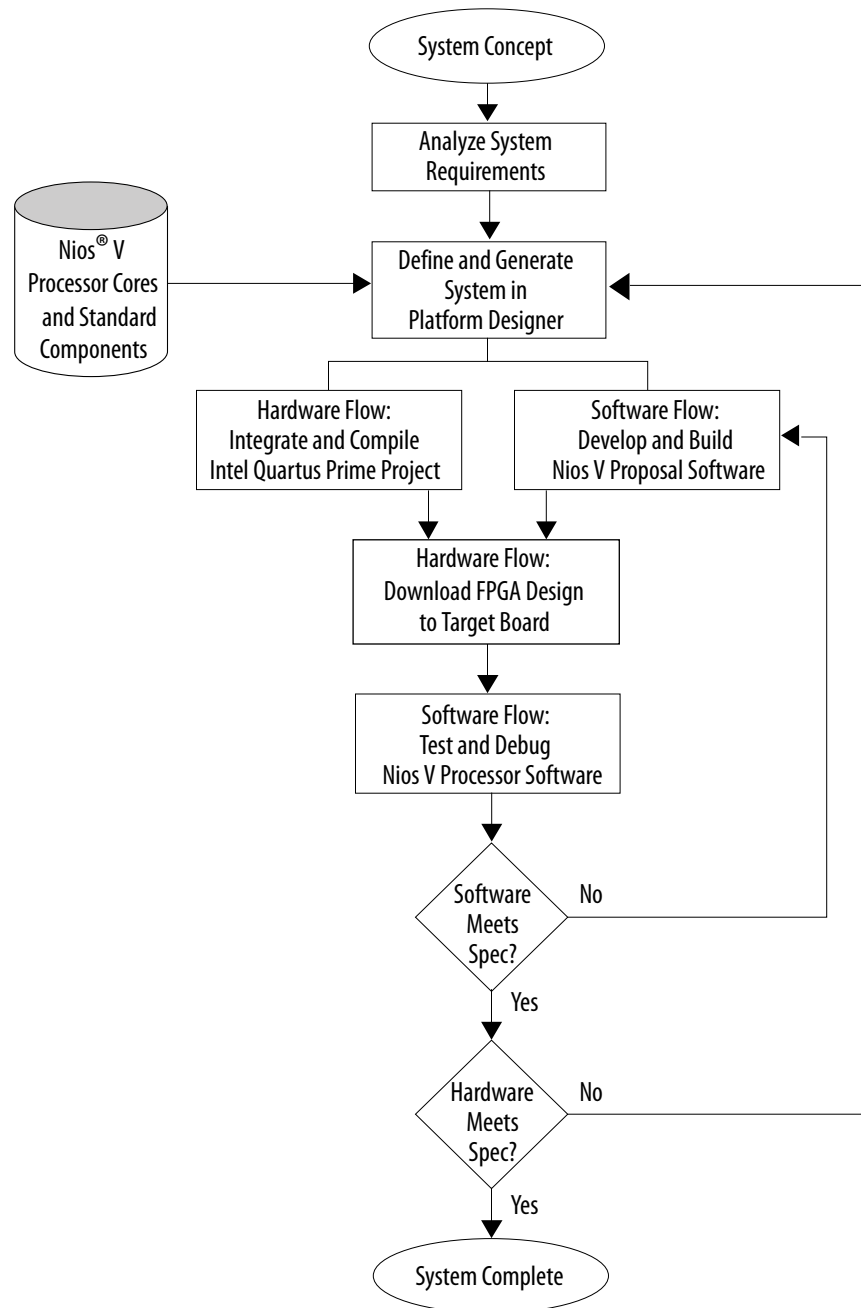 System Concept
Analyze System
Requirements
Nios® V
Processor Cores
and Standard
Components
Define and Generate
System in
Platform Designer
Hardware Flow:
Integrate and Compile
Intel Quartus Prime Project
Software Flow:
Develop and Build
Nios V Proposal Software
Hardware Flow:
Download FPGA Design
to Target Board
Software Flow:
Test and Debug
Nios V Processor Software
Software
Meets
Spec?
No
Yes
Hardware
Meets
Spec?
No
Yes
System Complete